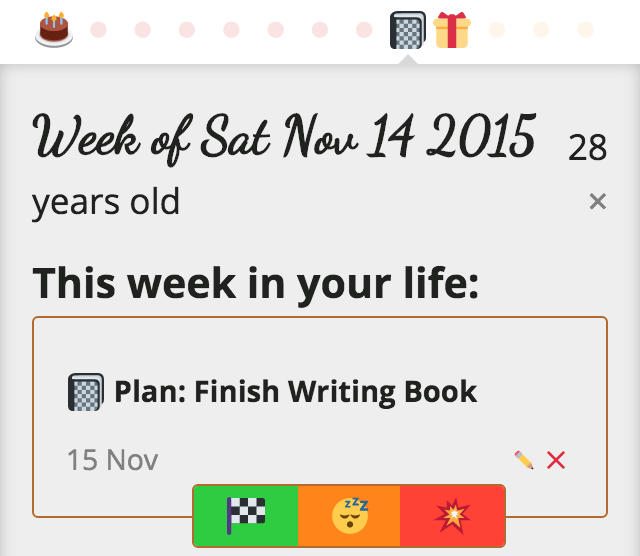 Week of Sat Nov 14 2015 28
years old ×
This week in your life:
Plan: Finish Writing Book
15 Nov
zzz